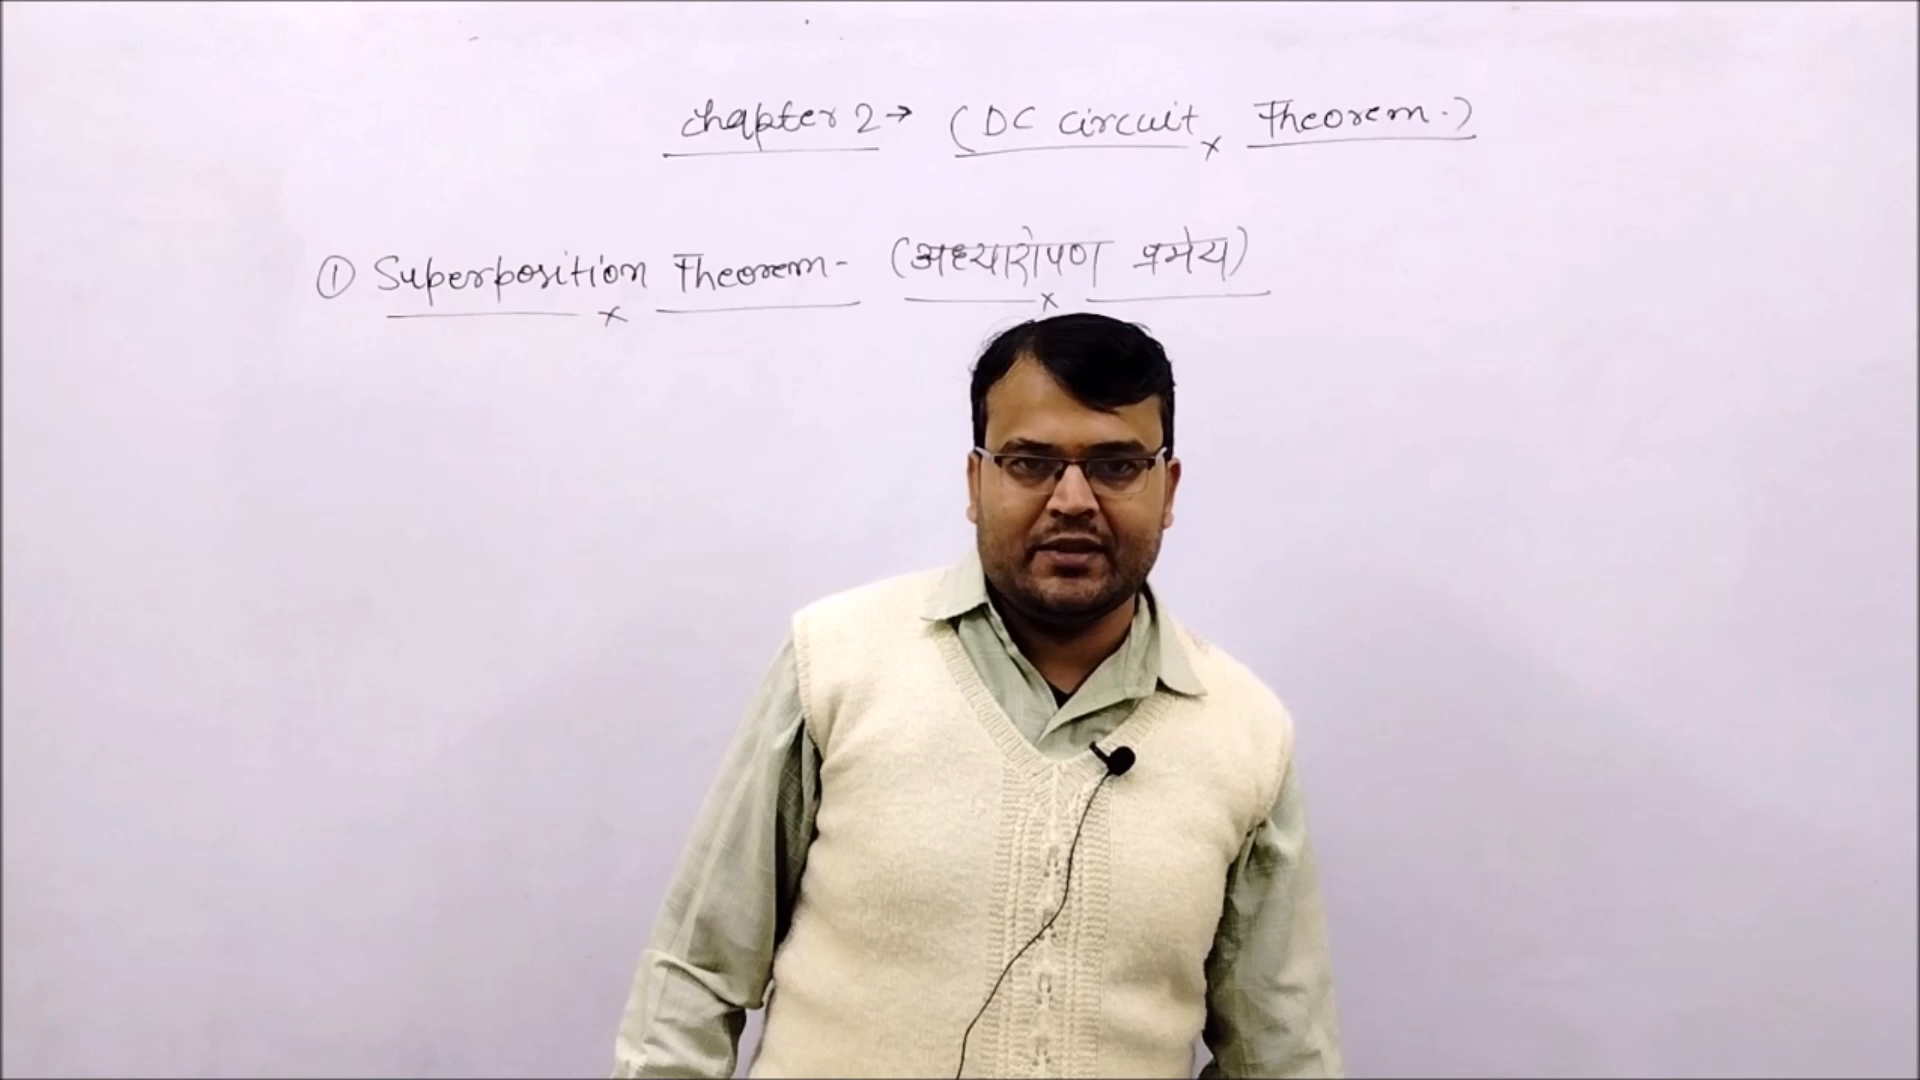 chapter 2 → (DC circuit Theorem.)
① Superposition Theorem- (अध्यारोपण प्रमेय)